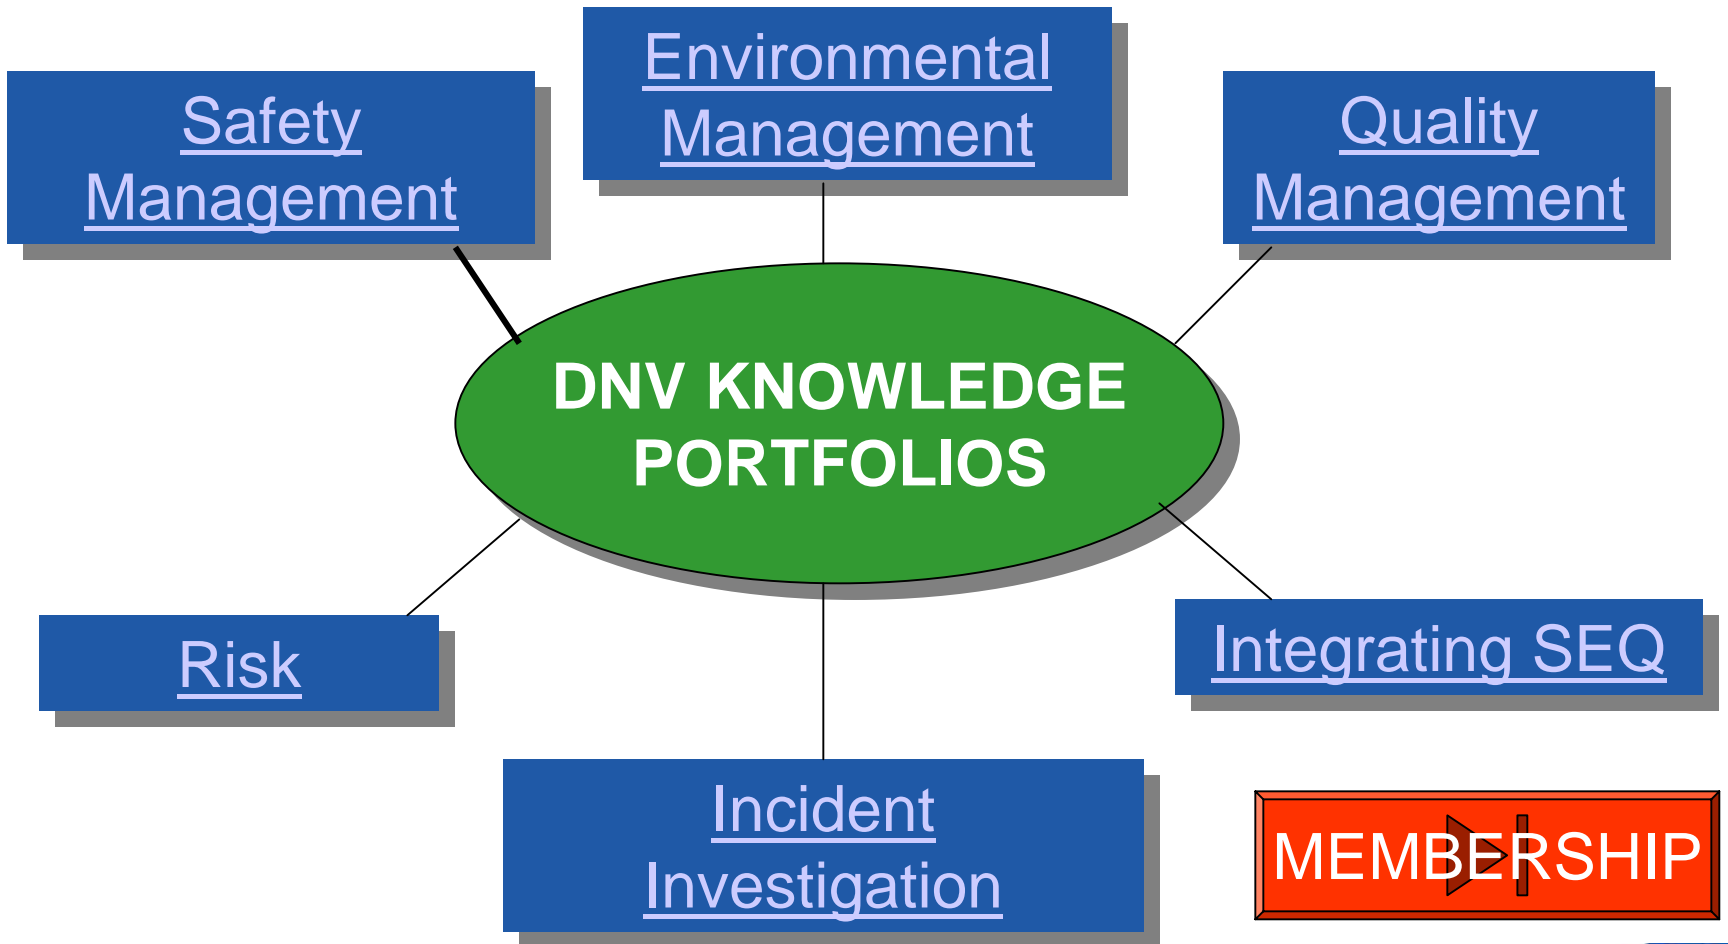 Environmental
Management
Safety
Management
Quality
Management
DNV KNOWLEDGE
PORTFOLIOS
Risk
Integrating SEQ
Incident
Investigation
MEMBERSHIP